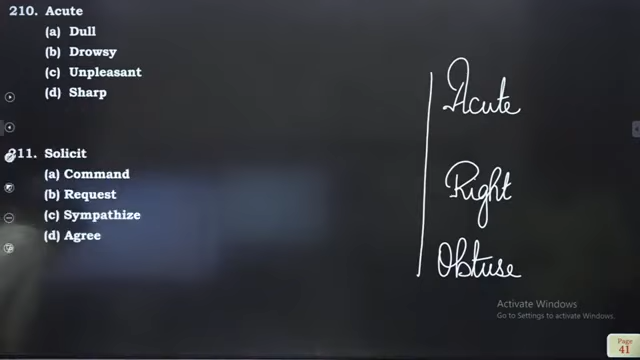 210. Acute
(a) Dull
(b) Drowsy
(c) Unpleasant
(d) Sharp
211. Solicit
(a) Command
(b) Request
(c) Sympathize
(d) Agree
Acute
Right
Obtuse
Activate Windows
Go to Settings to activate Windows.
Page
41